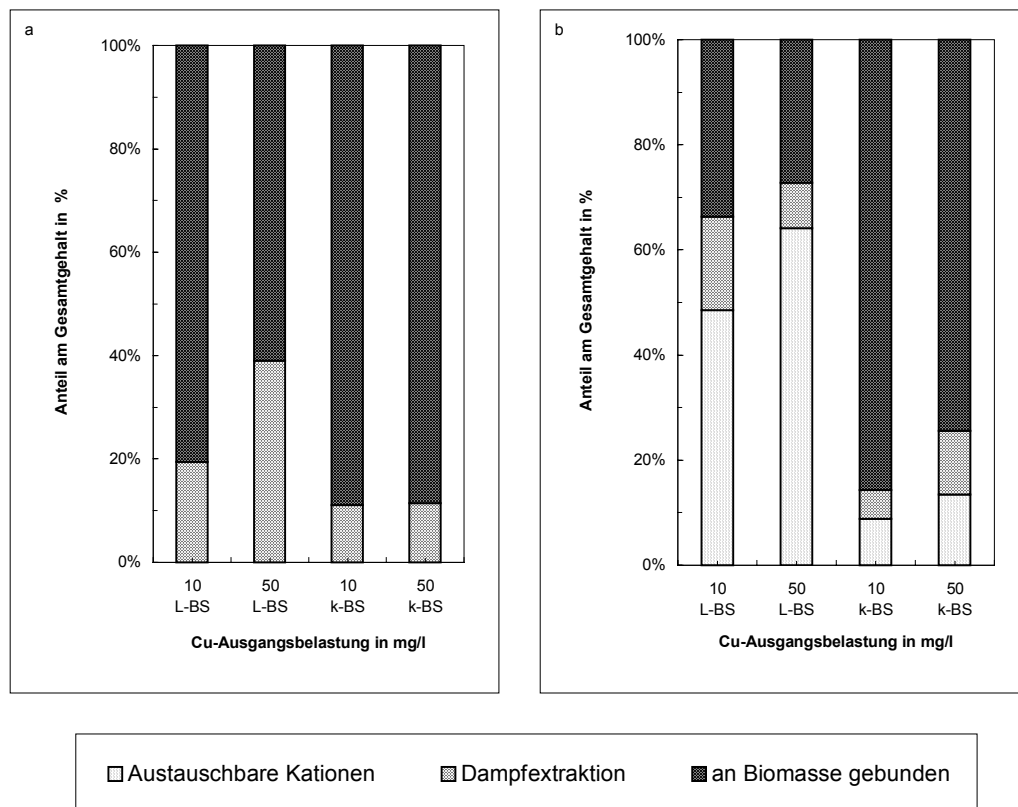 a
100%
80%
60%
40%
20%
0%
Anteil am Gesamtgehalt in %
10 50 10 50
L-BS L-BS k-BS k-BS
Cu-Ausgangsbelastung in mg/l
b
100%
80%
60%
40%
20%
0%
Anteil am Gesamtgehalt in %
10 50 10 50
L-BS L-BS k-BS k-BS
Cu-Ausgangsbelastung in mg/l
Austauschbare Kationen Dampfextraktion an Biomasse gebunden